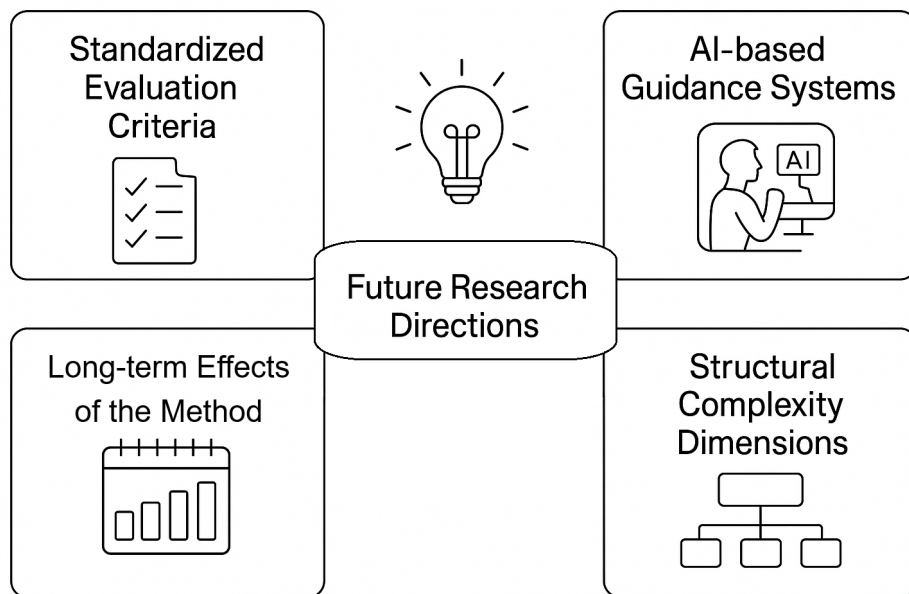 Standardized
Evaluation
Criteria
AI-based
Guidance Systems
AI
Future Research
Directions
Long-term Effects
of the Method
Structural
Complexity
Dimensions